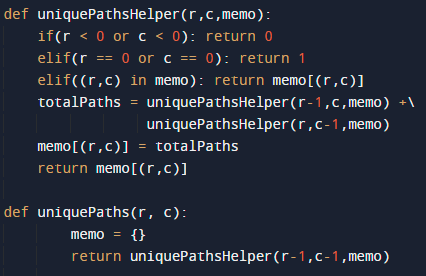 def uniquePathsHelper(r,c,memo):
    if(r < 0 or c < 0): return 0
    elif(r == 0 or c == 0): return 1
    elif((r,c) in memo): return memo[(r,c)]
    totalPaths = uniquePathsHelper(r-1,c,memo) +\
                 uniquePathsHelper(r,c-1,memo)
    memo[(r,c)] = totalPaths
    return memo[(r,c)]

def uniquePaths(r, c):
        memo = {}
        return uniquePathsHelper(r-1,c-1,memo)